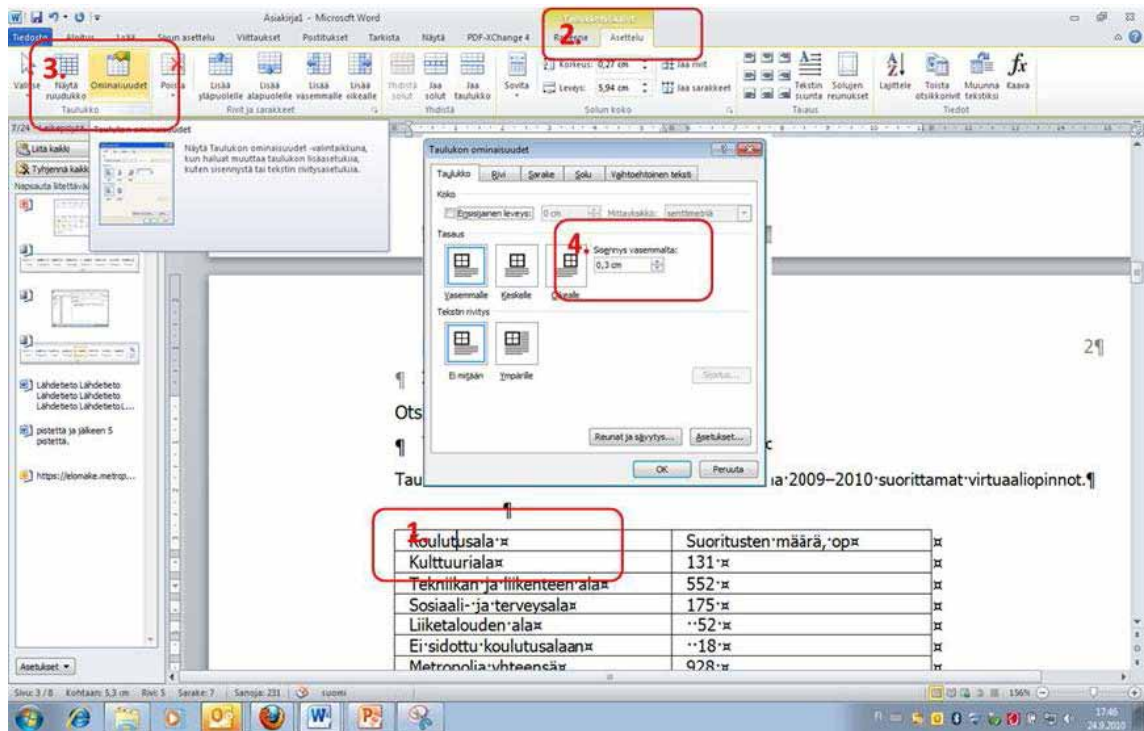 Asiakirja1 - Microsoft Word
2.
Tiedosto Aloitus Lisää Sivun asettelu Viittaukset Postitukset Tarkista Näytä PDF-XChange 4 Rakenne Asettelu
3.
Valitse Näytä ruudukko Ominaisuudet Poista
Lisää yläpuolelle Lisää alapuolelle Lisää vasemmalle Lisää oikealle
Yhdistä solut Jaa solut Jaa taulukko
Sovita
Korkeus: 0,27 cm
Leveys: 5,94 cm
Jaa rivit
Jaa sarakkeet
Tekstin suunta Solujen reunukset
Lajittele Toista otsikkorivit Muunna tekstiksi Kaava
Taulukko Rivit ja sarakkeet Yhdistä Solun koko Tasaus Tiedot
Taulukon ominaisuudet
Näytä Taulukon ominaisuudet -valintaikkuna,
kun haluat muuttaa taulukon lisäasetuksia,
kuten sisennystä tai tekstin rivitysasetuksia.
Liitä kaikki
Tyhjennä kaikki
Lähdetieto Lähdetieto
Lähdetieto Lähdetieto
Lähdetieto Lähdetieto L...
pistettä ja jälkeen 5
pistettä.
https://elomake.metrop...
Asetukset
Taulukon ominaisuudet
Taulukko Rivi Sarake Solu Vaihtoehtoinen teksti
Koko
Ensisijainen leveys: 0 cm Mittayksikkö: senttimetriä
Tasaus
4.
Sisennys vasemmalta:
0,3 cm
Vasemmalle Keskelle Oikealle
Tekstin rivitys
Ei mitään Ympärille
Sijoitus...
Reunat ja sävytys... Asetukset...
OK Peruuta
2¶
¶
Ots
¶
Tau a·2009–2010·suorittamat·virtuaaliopinnot.¶
¶
1.
Koulutusala·¤ Suoritusten·määrä,·op¤ ¤
Kulttuuriala¤ 131·¤ ¤
Tekniikan·ja·liikenteen·ala¤ 552·¤ ¤
Sosiaali-·ja·terveysala¤ 175·¤ ¤
Liiketalouden·ala¤ ··52·¤ ¤
Ei·sidottu·koulutusalaan¤ ··18·¤ ¤
Metropolia·yhteensä¤ 928·¤ ¤
Sivu: 3 / 8 Kohtaan: 5,3 cm Rivi: 5 Sarake: 7 Sanoja: 231 suomi 156%
FI
17:46
24.9.2010